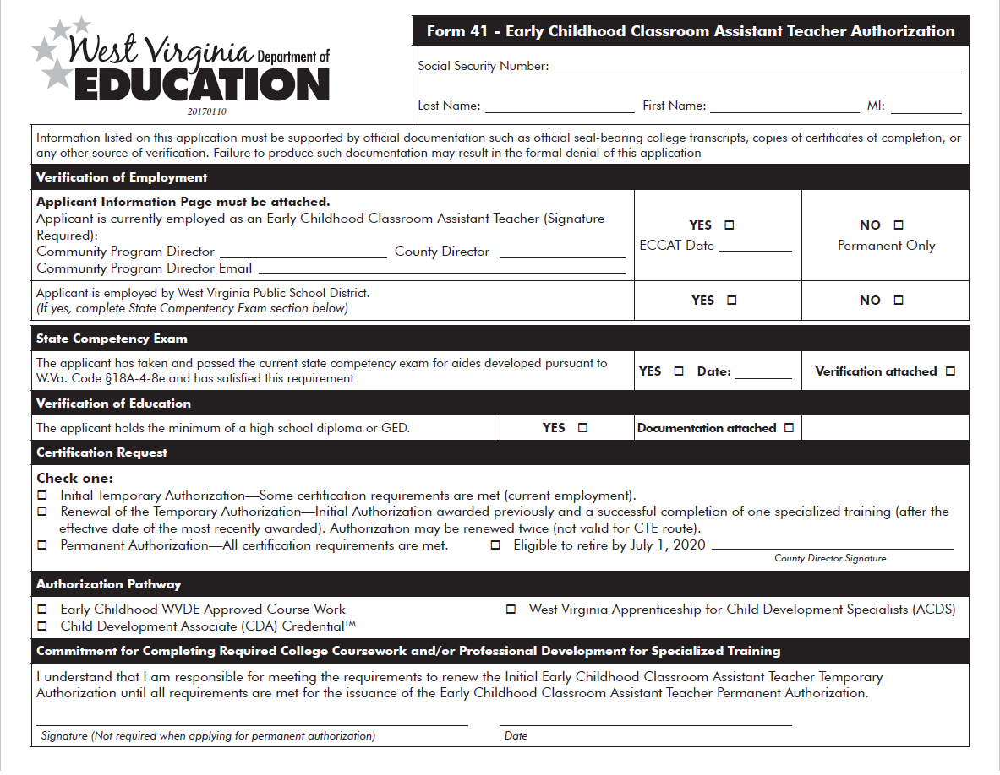 West Virginia Department of
EDUCATION
20170110
Form 41 - Early Childhood Classroom Assistant Teacher Authorization
Social Security Number:
Last Name: First Name: MI:
Information listed on this application must be supported by official documentation such as official seal-bearing college transcripts, copies of certificates of completion, or
any other source of verification. Failure to produce such documentation may result in the formal denial of this application
Verification of Employment
Applicant Information Page must be attached.
Applicant is currently employed as an Early Childhood Classroom Assistant Teacher (Signature
Required):
Community Program Director County Director
Community Program Director Email
YES
ECCAT Date
NO
Permanent Only
Applicant is employed by West Virginia Public School District.
(If yes, complete State Compentency Exam section below)
YES
NO
State Competency Exam
The applicant has taken and passed the current state competency exam for aides developed pursuant to
W.Va. Code §18A-4-8e and has satisfied this requirement
YES Date:
Verification attached
Verification of Education
The applicant holds the minimum of a high school diploma or GED.
YES
Documentation attached
Certification Request
Check one:
Initial Temporary Authorization—Some certification requirements are met (current employment).
Renewal of the Temporary Authorization—Initial Authorization awarded previously and a successful completion of one specialized training (after the
effective date of the most recently awarded). Authorization may be renewed twice (not valid for CTE route).
Permanent Authorization—All certification requirements are met. Eligible to retire by July 1, 2020
County Director Signature
Authorization Pathway
Early Childhood WVDE Approved Course Work West Virginia Apprenticeship for Child Development Specialists (ACDS)
Child Development Associate (CDA) Credential™
Commitment for Completing Required College Coursework and/or Professional Development for Specialized Training
I understand that I am responsible for meeting the requirements to renew the Initial Early Childhood Classroom Assistant Teacher Temporary
Authorization until all requirements are met for the issuance of the Early Childhood Classroom Assistant Teacher Permanent Authorization.
Signature (Not required when applying for permanent authorization) Date